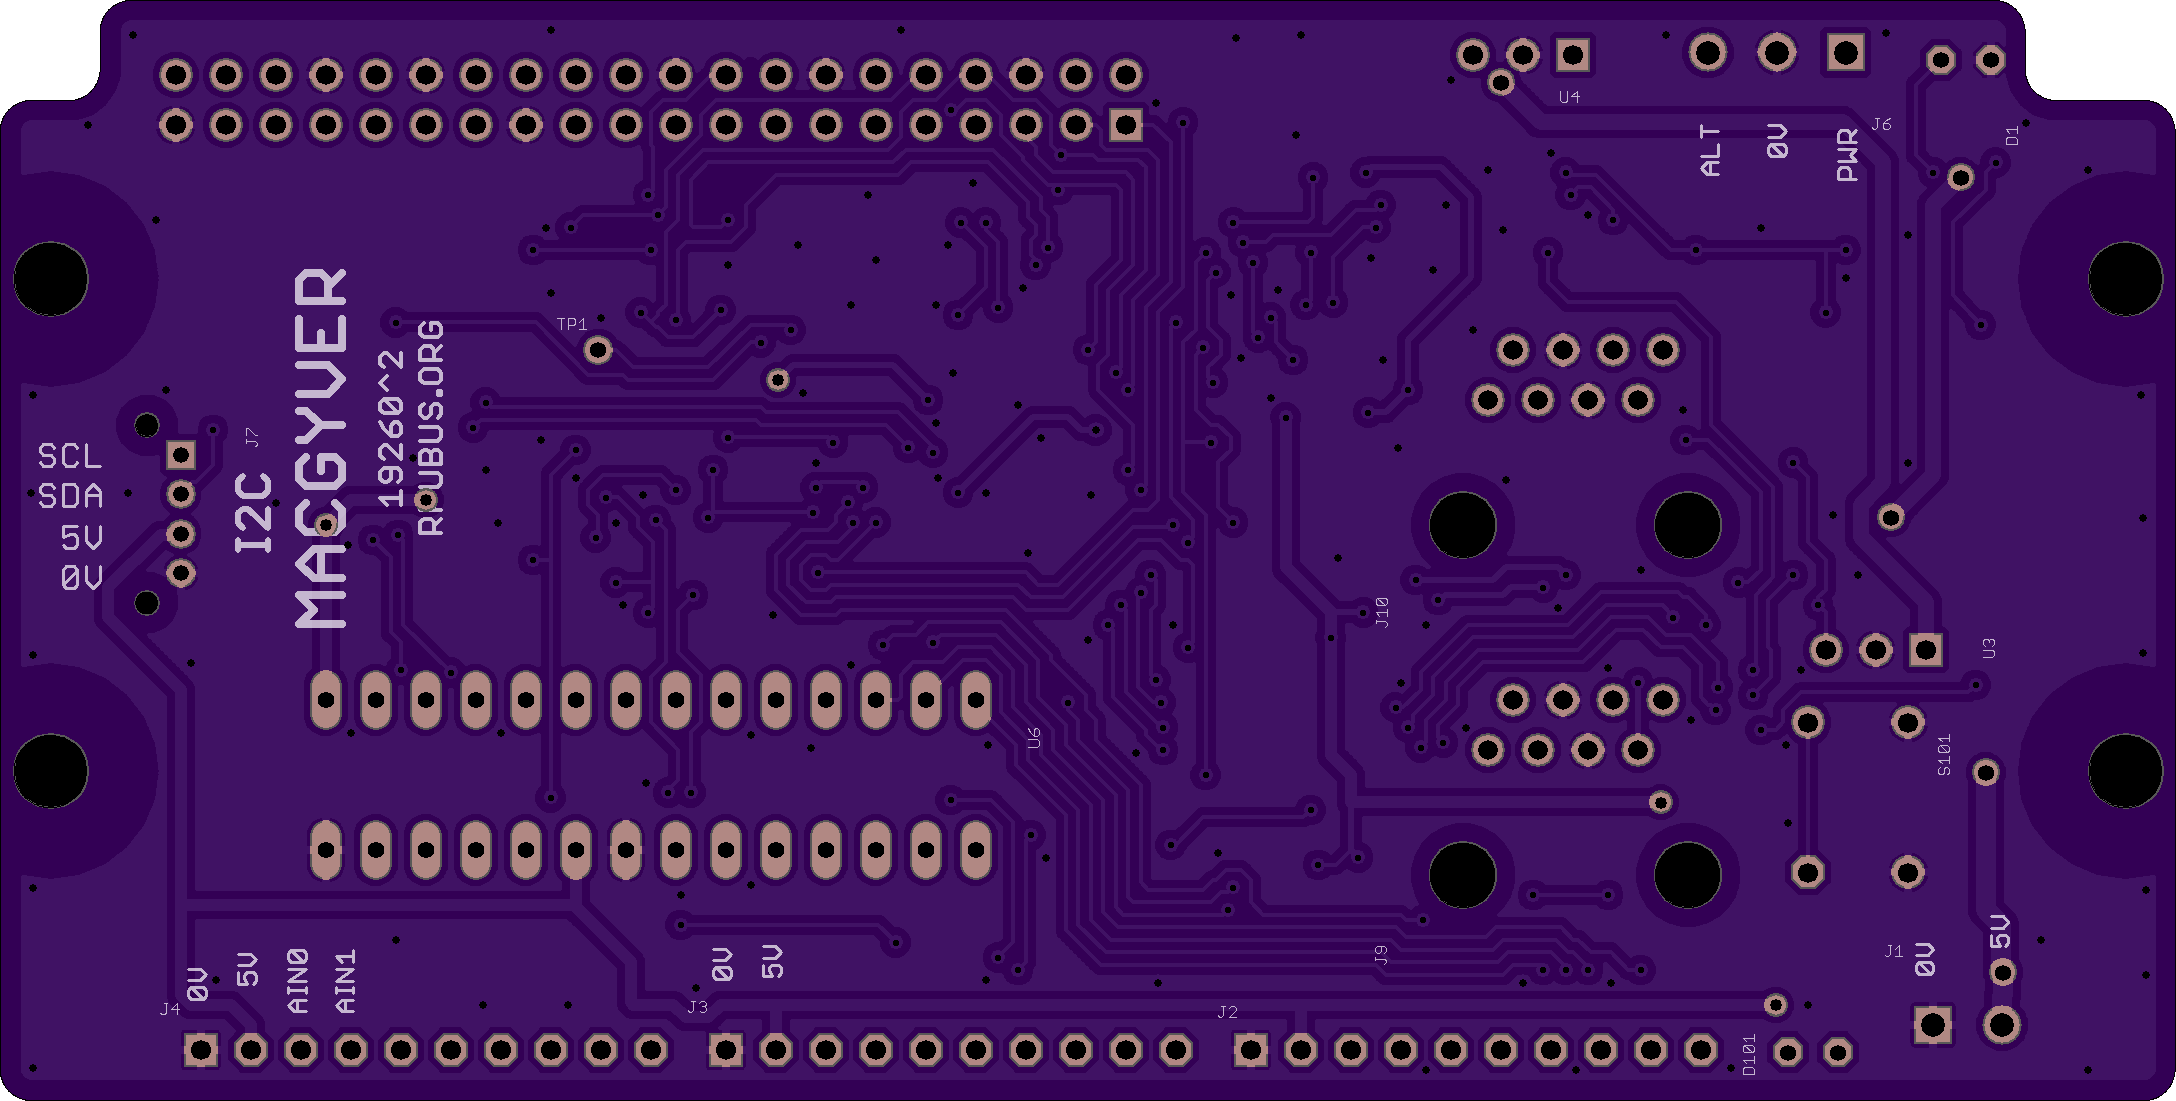 U4
J6
ALT
0V
PWR
D1
TP1
MACGYVER
19260^2
RHUBUS.ORG
I2C
J7
SCL
SDA
5V
0V
J10
U3
U6
S101
J9
J1
0V
5V
J4
0V
5V
AIN0
AIN1
J3
0V
5V
J2
D101